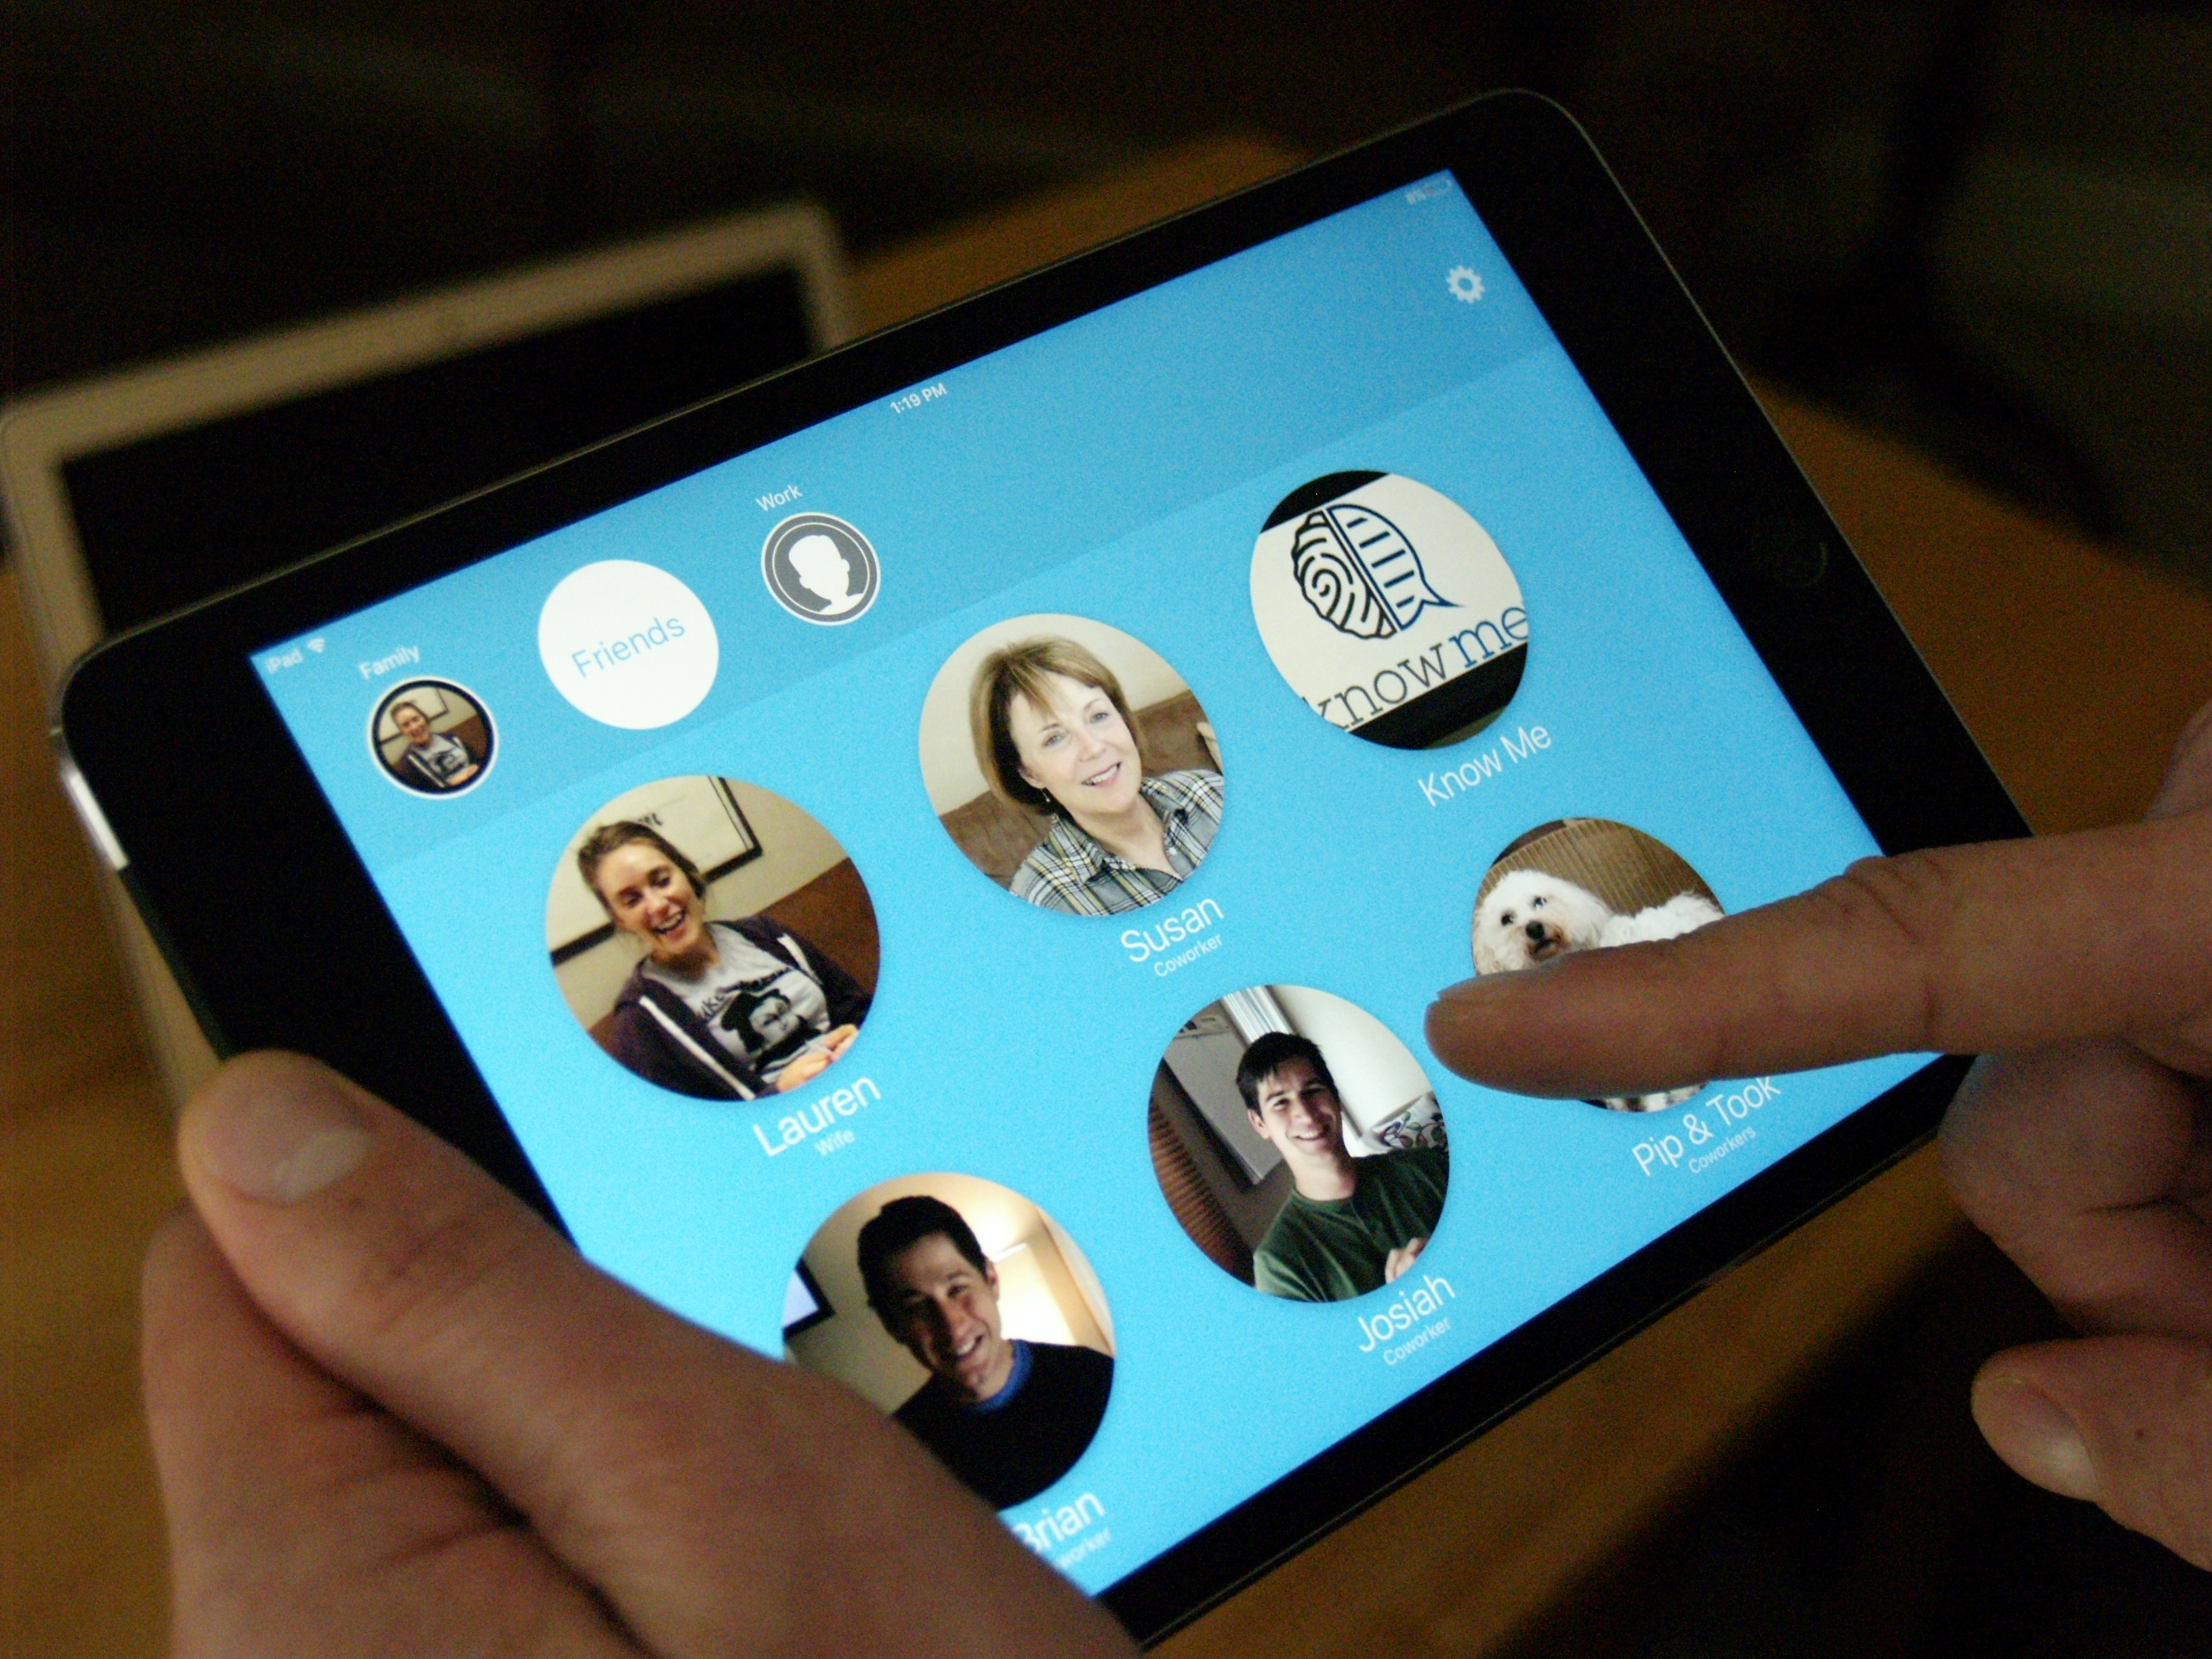 iPad
1:19 PM
8%
Family
Friends
Work
know me
Know Me
Susan
Coworker
Lauren
Wife
Pip & Took
Coworkers
Josiah
Coworker
Brian